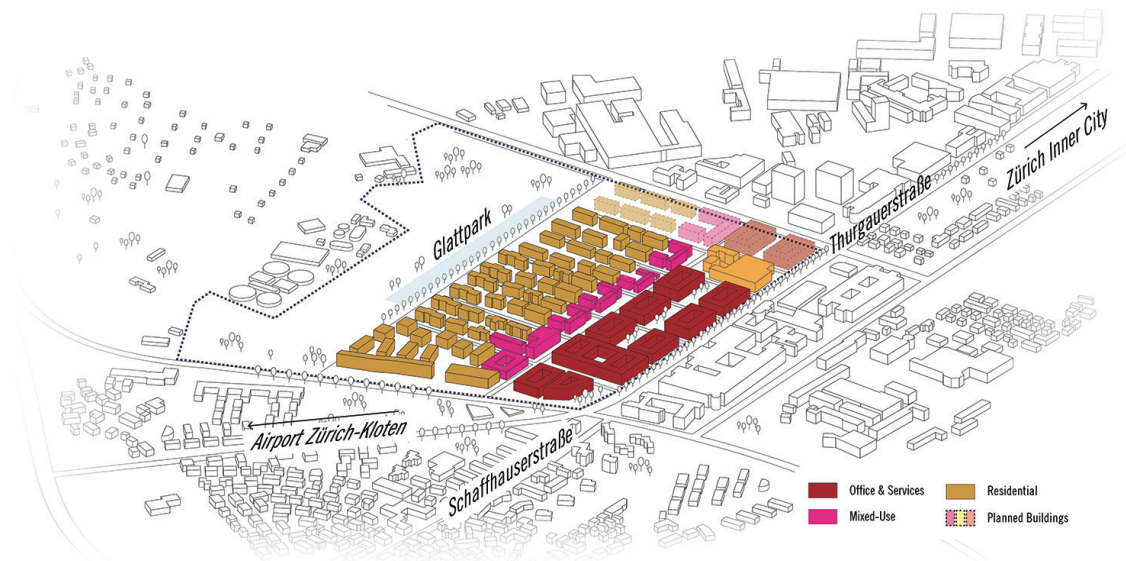 Zürich Inner City
Thurgauerstraße
Glattpark
Airport Zürich-Kloten
Schaffhauserstraße
Office & Services
Residential
Mixed-Use
Planned Buildings